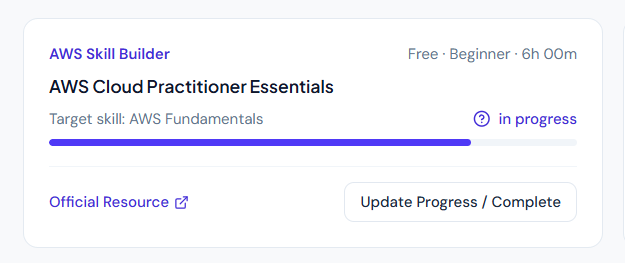 AWS Skill Builder
Free · Beginner · 6h 00m
AWS Cloud Practitioner Essentials
Target skill: AWS Fundamentals
in progress
Official Resource
Update Progress / Complete